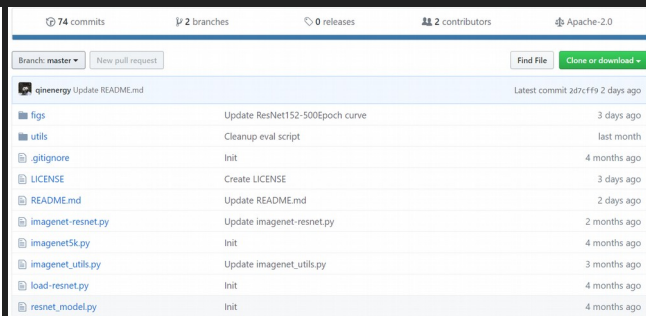 74 commits 2 branches 0 releases 2 contributors Apache-2.0
Branch: master New pull request Find File Clone or download
qinenergy Update README.md Latest commit 2d7cff9 2 days ago
figs Update ResNet152-500Epoch curve 3 days ago
utils Cleanup eval script last month
.gitignore Init 4 months ago
LICENSE Create LICENSE 3 days ago
README.md Update README.md 2 days ago
imagenet-resnet.py Update imagenet-resnet.py 2 months ago
imagenet5k.py Init 4 months ago
imagenet_utils.py Update imagenet_utils.py 3 months ago
load-resnet.py Init 4 months ago
resnet_model.py Init 4 months ago